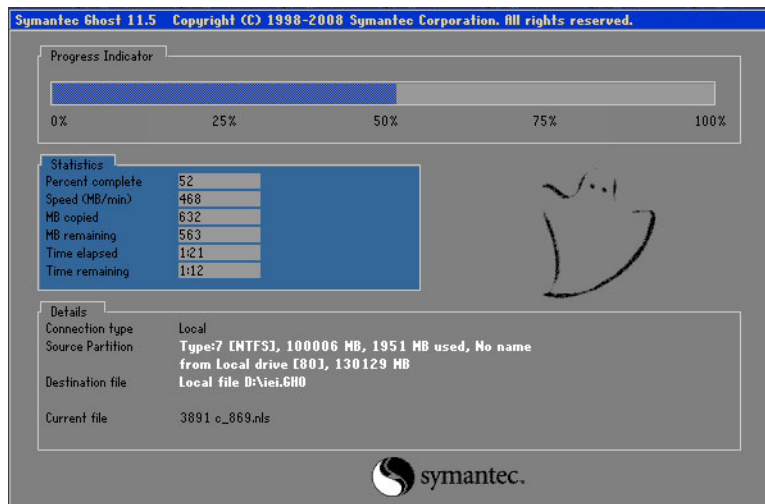 Symantec Ghost 11.5   Copyright (C) 1998-2008 Symantec Corporation. All rights reserved.
Progress Indicator
0%   25%   50%   75%   100%
Statistics
Percent complete   52
Speed (MB/min)   468
MB copied   632
MB remaining   563
Time elapsed   1:21
Time remaining   1:12
Details
Connection type   Local
Source Partition   Type:7 [NTFS], 100006 MB, 1951 MB used, No name
from Local drive [80], 130129 MB
Destination file   Local file D:\iei.GHO
Current file   3891 c_869.nls
symantec.